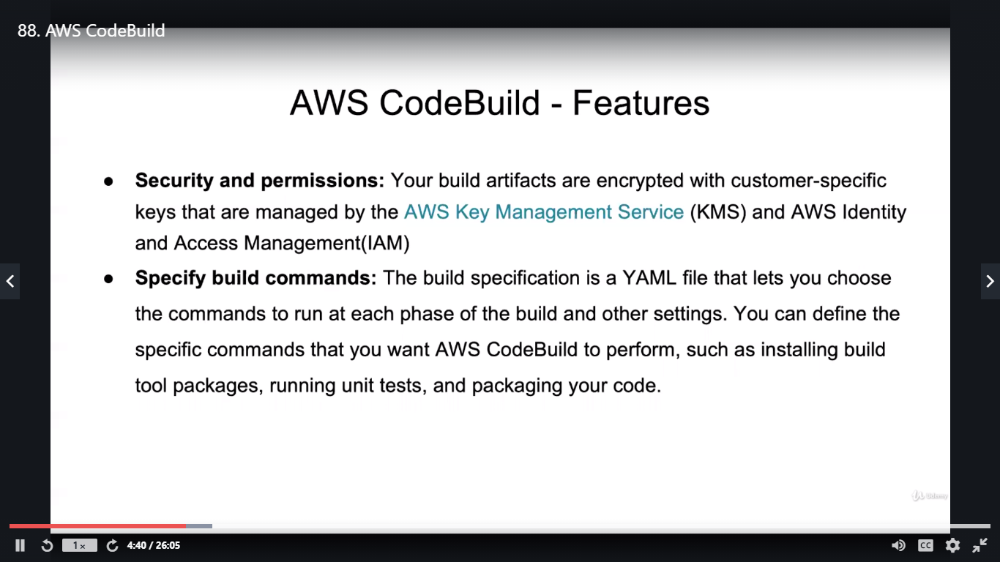 88. AWS CodeBuild
AWS CodeBuild - Features
● Security and permissions: Your build artifacts are encrypted with customer-specific
keys that are managed by the AWS Key Management Service (KMS) and AWS Identity
and Access Management(IAM)
● Specify build commands: The build specification is a YAML file that lets you choose
the commands to run at each phase of the build and other settings. You can define the
specific commands that you want AWS CodeBuild to perform, such as installing build
tool packages, running unit tests, and packaging your code.
Udemy
1x
4:40 / 26:05
CC